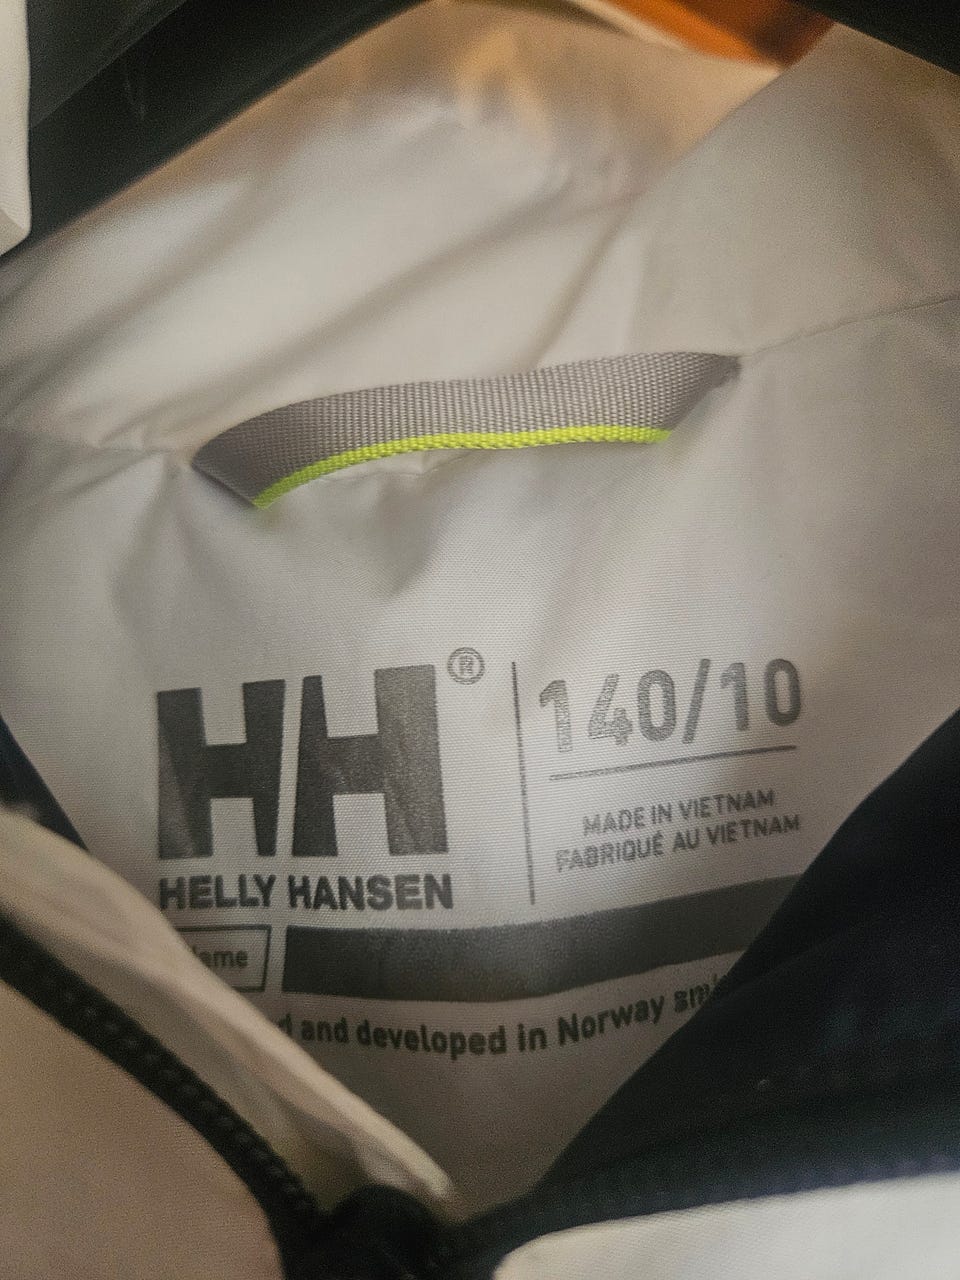 HH®
HELLY HANSEN
140/10
MADE IN VIETNAM
FABRIQUÉ AU VIETNAM
and developed in Norway